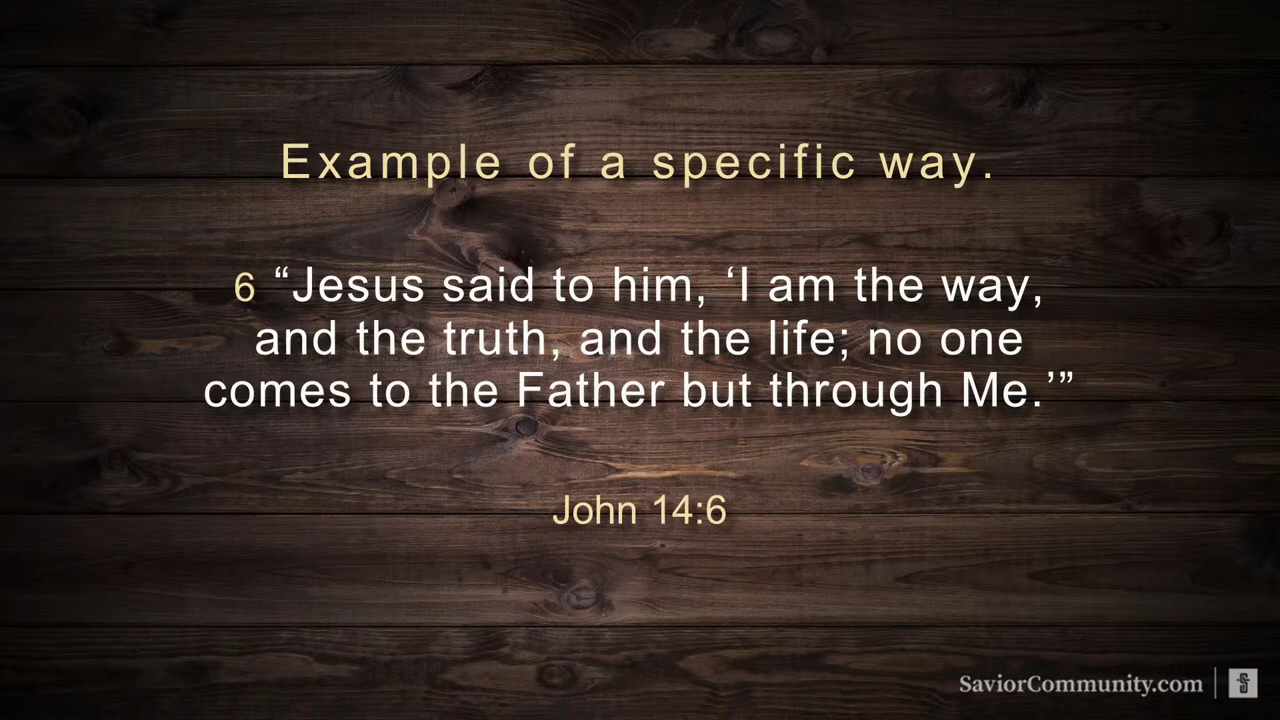 Example of a specific way.
6 “Jesus said to him, ‘I am the way,
and the truth, and the life; no one
comes to the Father but through Me.’”
John 14:6
SaviorCommunity.com